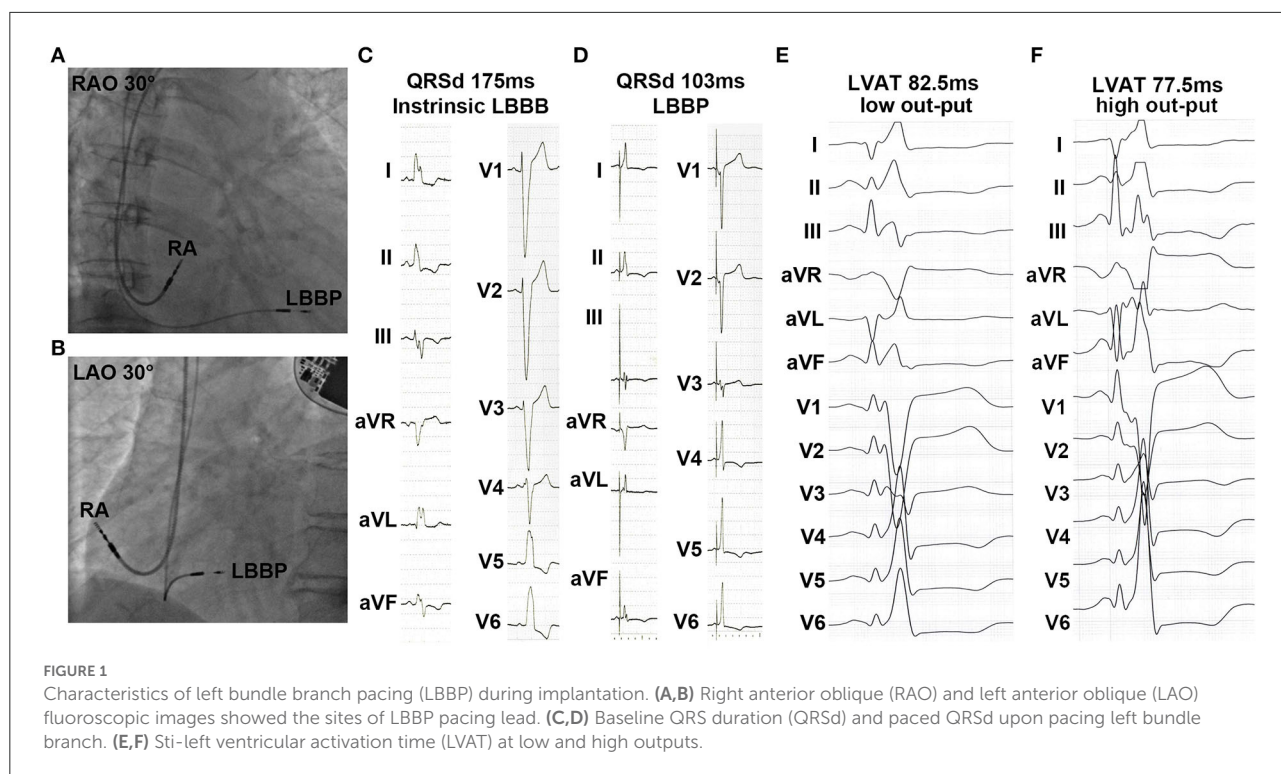 A
RAO 30°
RA
LBBP
B
LAO 30°
RA
LBBP
C
QRSd 175ms
Instrinsic LBBB
I
II
III
aVR
aVL
aVF
V1
V2
V3
V4
V5
V6
D
QRSd 103ms
LBBP
I
II
III
aVR
aVL
aVF
V1
V2
V3
V4
V5
V6
E
LVAT 82.5ms
low out-put
I
II
III
aVR
aVL
aVF
V1
V2
V3
V4
V5
V6
F
LVAT 77.5ms
high out-put
I
II
III
aVR
aVL
aVF
V1
V2
V3
V4
V5
V6
FIGURE 1
Characteristics of left bundle branch pacing (LBBP) during implantation. (A,B) Right anterior oblique (RAO) and left anterior oblique (LAO)
fluoroscopic images showed the sites of LBBP pacing lead. (C,D) Baseline QRS duration (QRSd) and paced QRSd upon pacing left bundle
branch. (E,F) Sti-left ventricular activation time (LVAT) at low and high outputs.